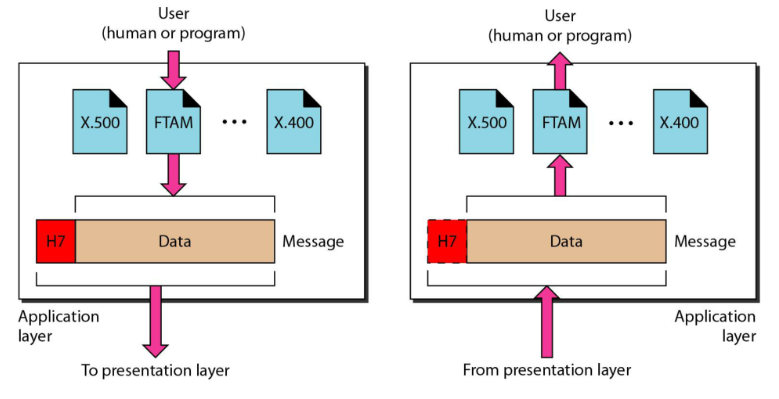 User
(human or program)
X.500
FTAM
...
X.400
H7
Data
Message
Application
layer
To presentation layer
User
(human or program)
X.500
FTAM
...
X.400
H7
Data
Message
Application
layer
From presentation layer